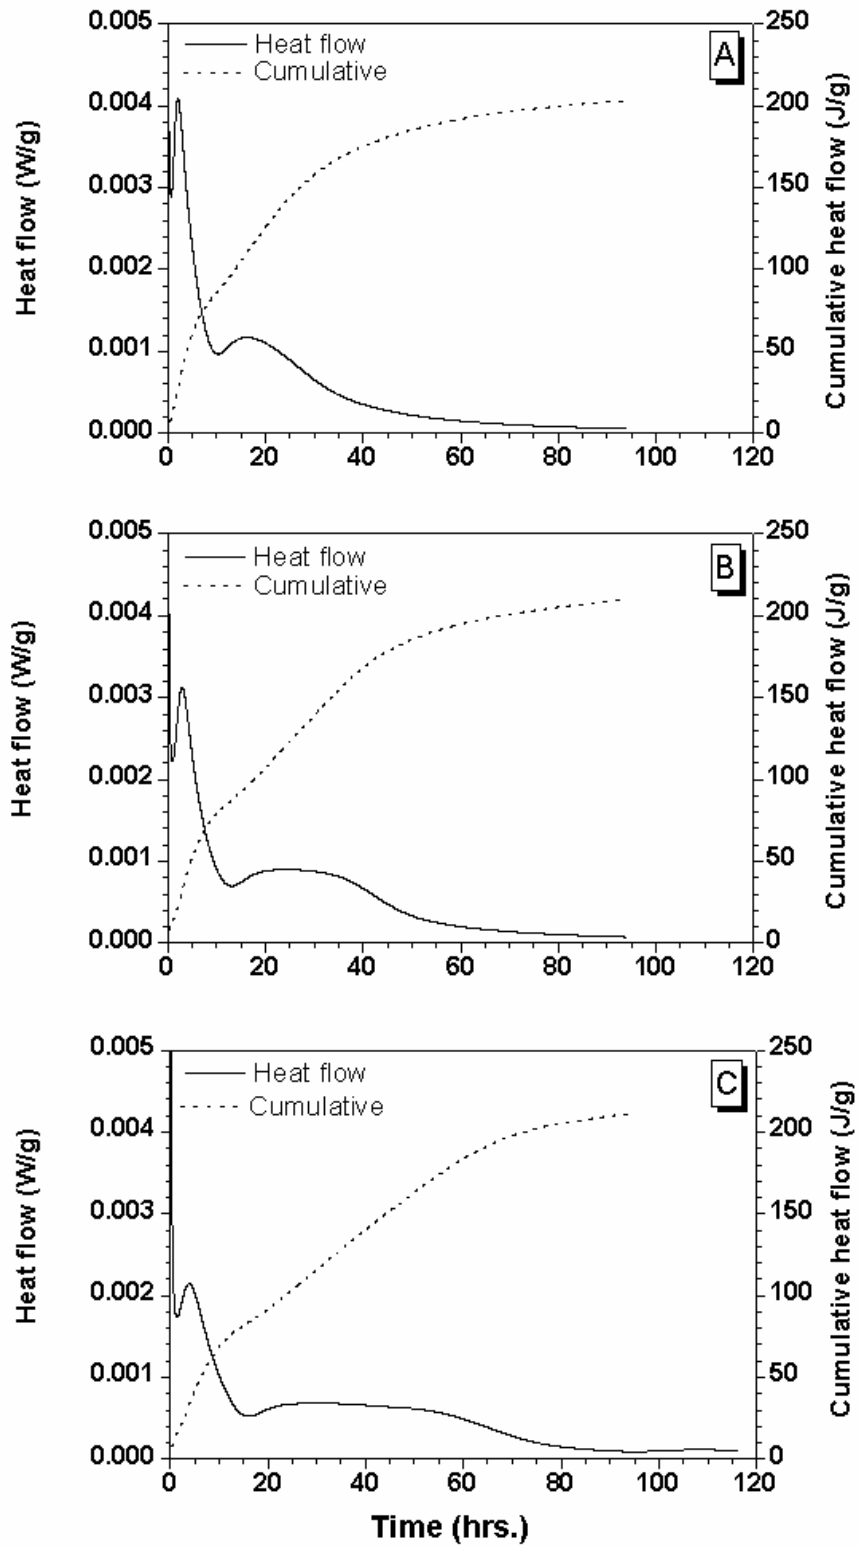 0.005
250
Heat flow
Cumulative
A
0.004
200
0.003
150
0.002
100
0.001
50
0.000
0
0 20 40 60 80 100 120
Heat flow (W/g)
Cumulative heat flow (J/g)
0.005
250
Heat flow
Cumulative
B
0.004
200
0.003
150
0.002
100
0.001
50
0.000
0
0 20 40 60 80 100 120
Heat flow (W/g)
Cumulative heat flow (J/g)
0.005
250
Heat flow
Cumulative
C
0.004
200
0.003
150
0.002
100
0.001
50
0.000
0
0 20 40 60 80 100 120
Heat flow (W/g)
Cumulative heat flow (J/g)
Time (hrs.)